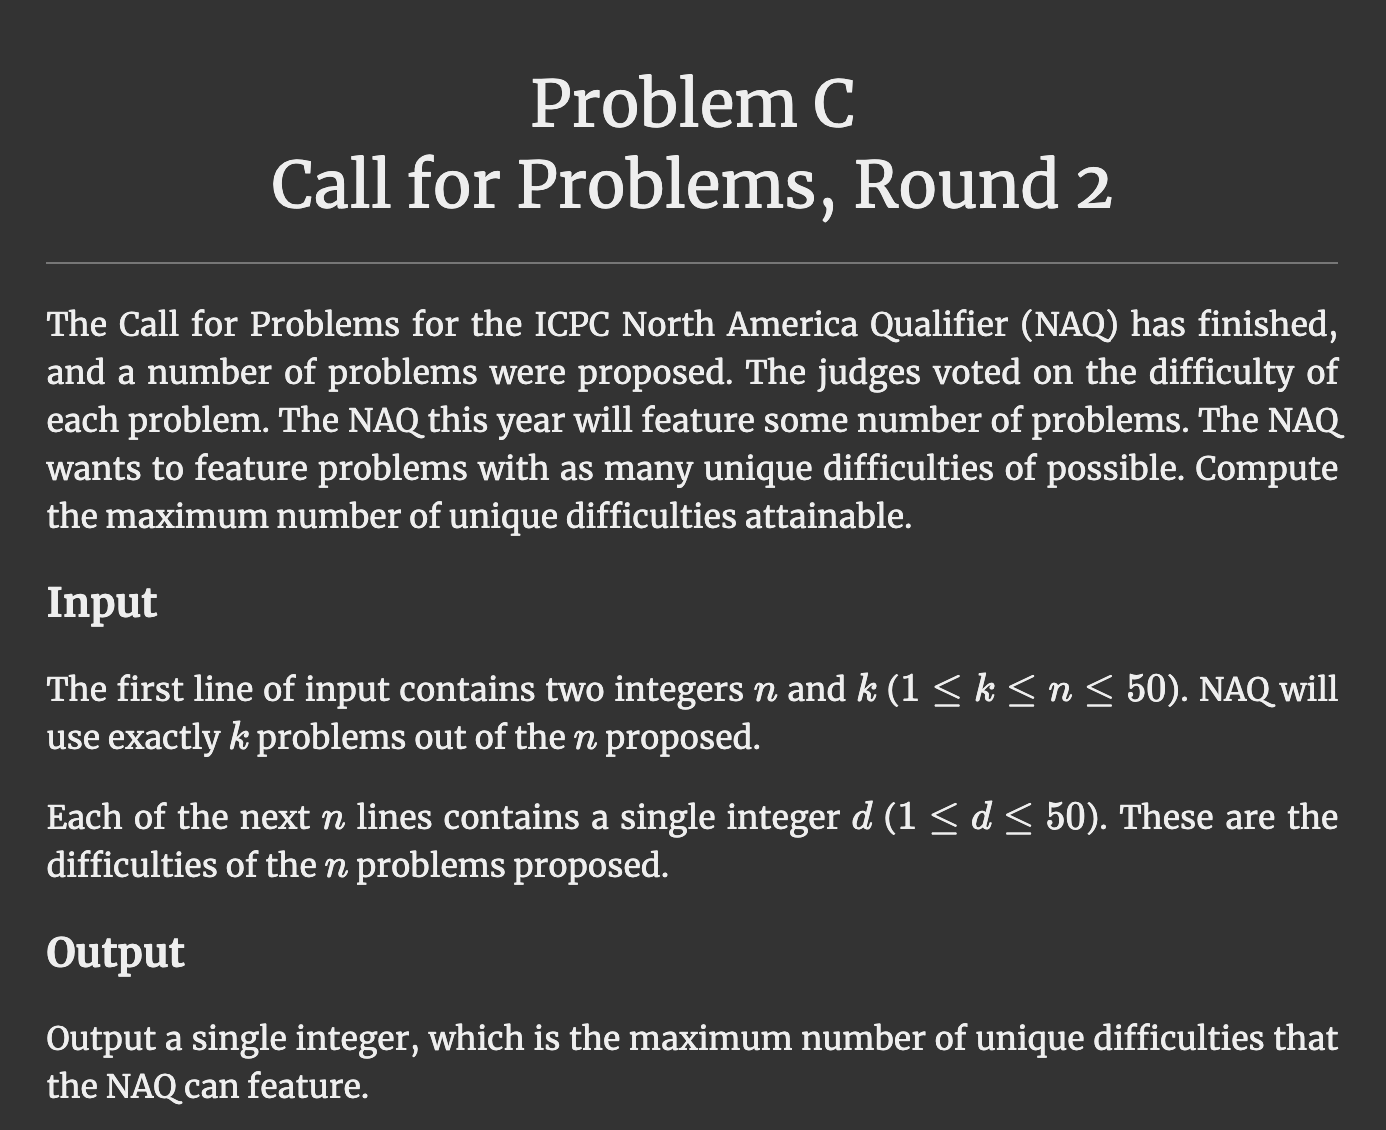 Problem C
Call for Problems, Round 2
The Call for Problems for the ICPC North America Qualifier (NAQ) has finished,
and a number of problems were proposed. The judges voted on the difficulty of
each problem. The NAQ this year will feature some number of problems. The NAQ
wants to feature problems with as many unique difficulties of possible. Compute
the maximum number of unique difficulties attainable.
Input
The first line of input contains two integers n and k (1 ≤ k ≤ n ≤ 50). NAQ will
use exactly k problems out of the n proposed.
Each of the next n lines contains a single integer d (1 ≤ d ≤ 50). These are the
difficulties of the n problems proposed.
Output
Output a single integer, which is the maximum number of unique difficulties that
the NAQ can feature.